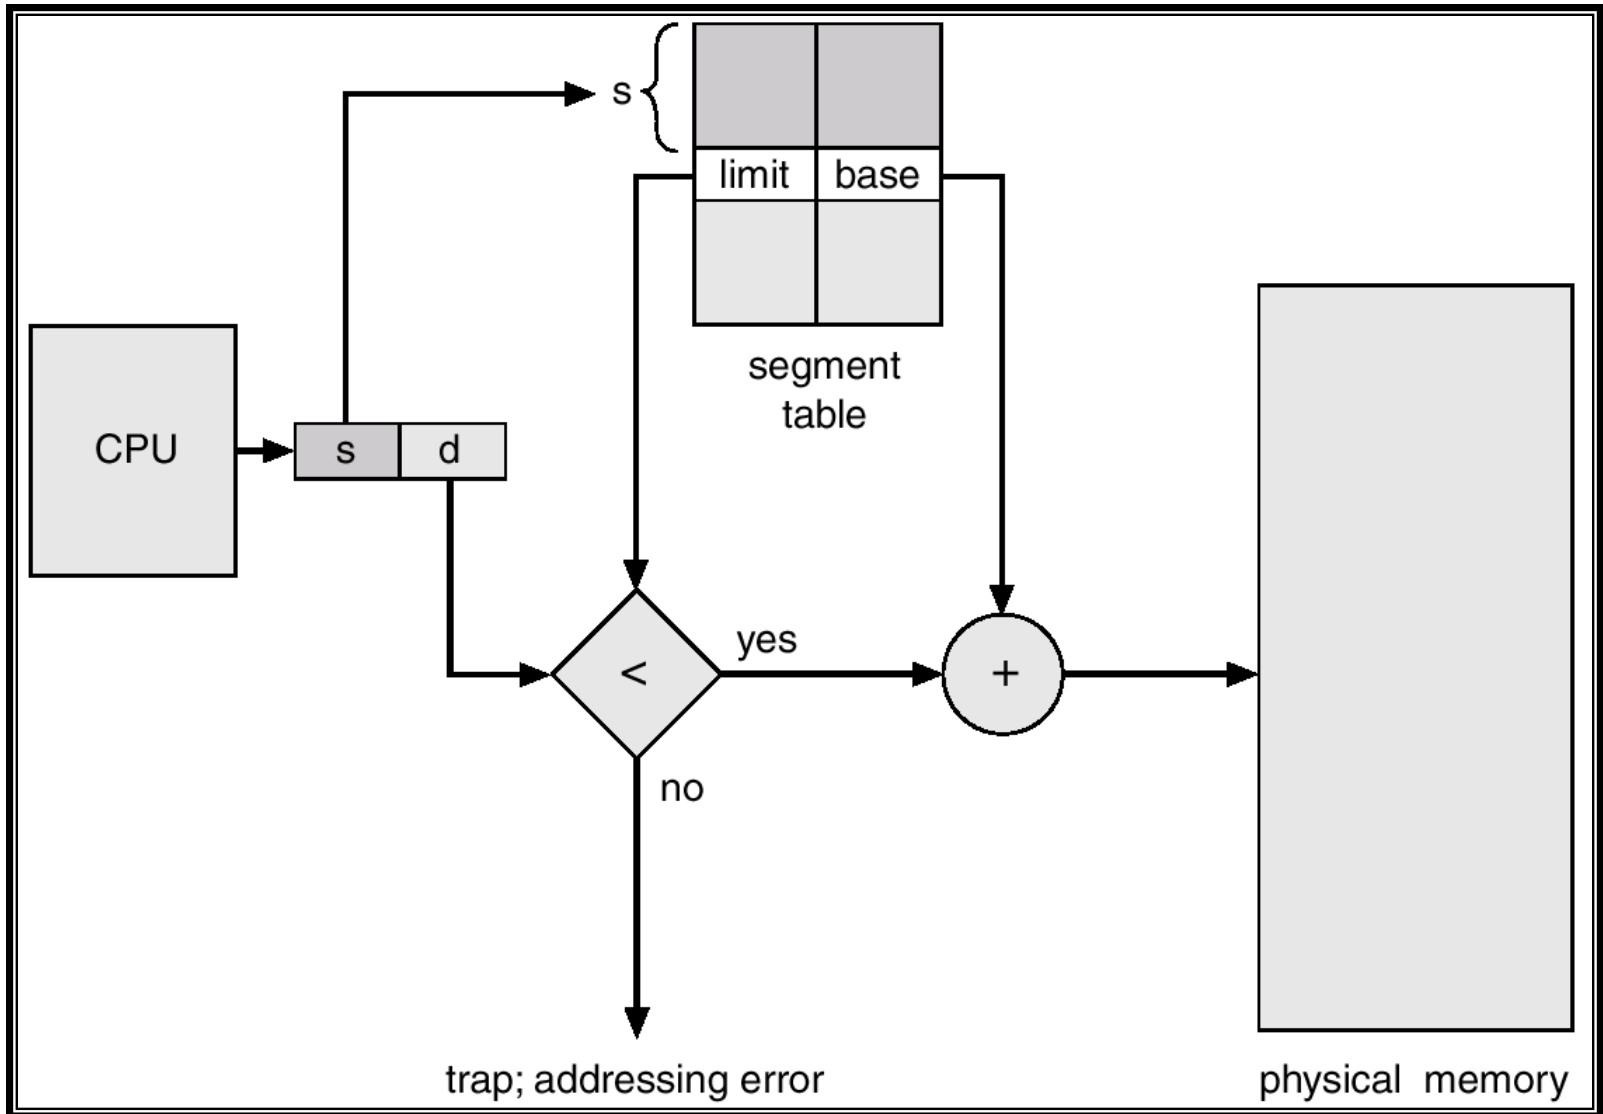 s
limit base
segment
table
CPU
s d
<
yes
+
no
trap; addressing error
physical memory